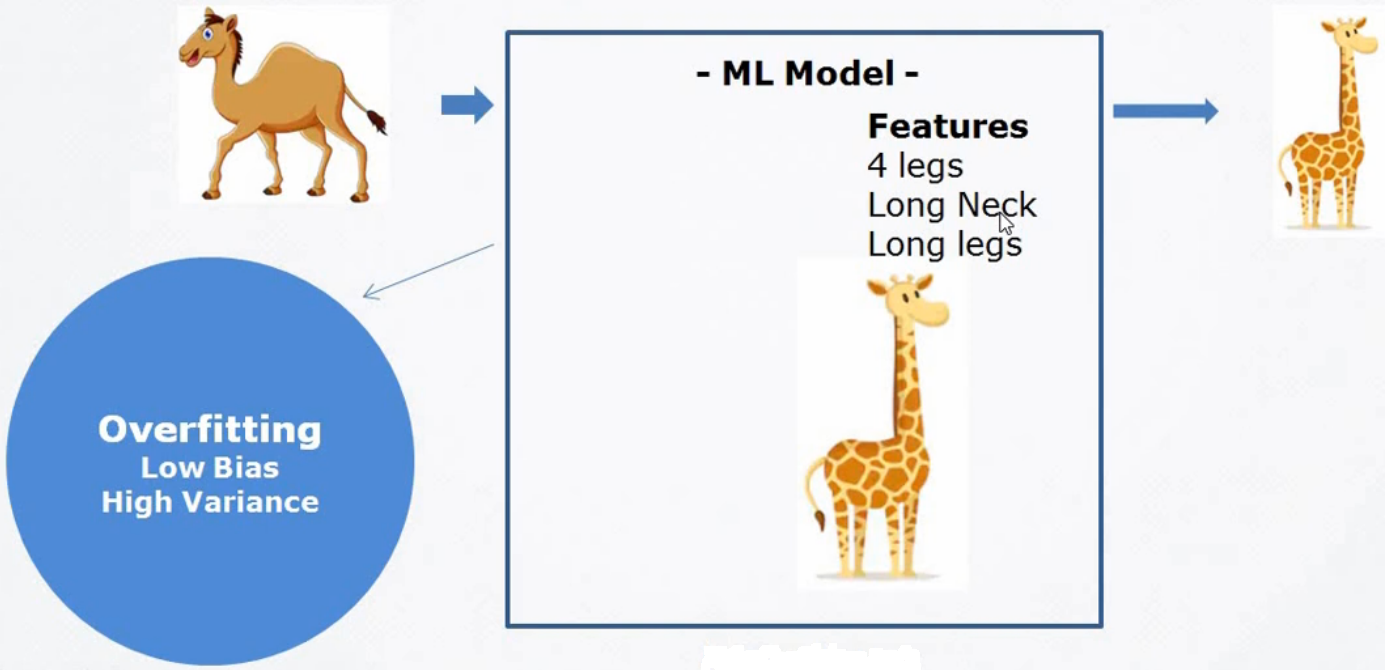 - ML Model -
Features
4 legs
Long Neck
Long legs
Overfitting
Low Bias
High Variance